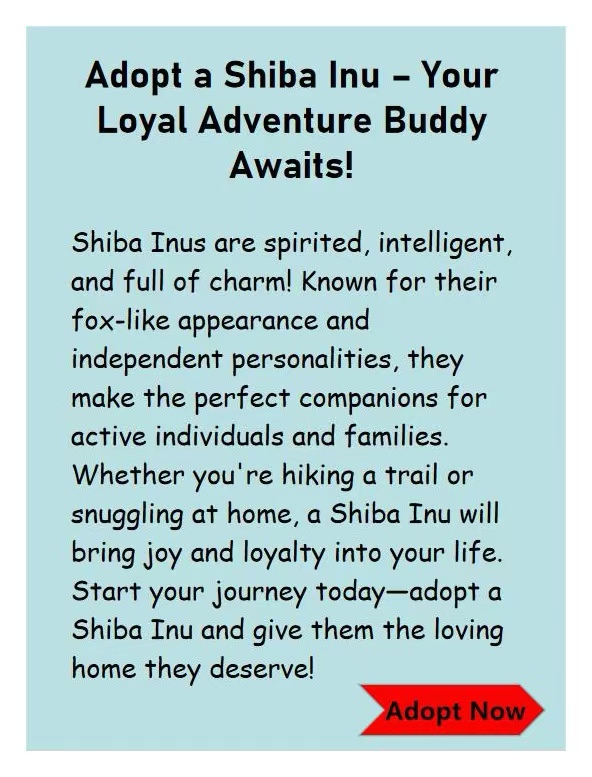 Adopt a Shiba Inu – Your
Loyal Adventure Buddy
Awaits!
Shiba Inus are spirited, intelligent,
and full of charm! Known for their
fox-like appearance and
independent personalities, they
make the perfect companions for
active individuals and families.
Whether you're hiking a trail or
snuggling at home, a Shiba Inu will
bring joy and loyalty into your life.
Start your journey today—adopt a
Shiba Inu and give them the loving
home they deserve!
Adopt Now